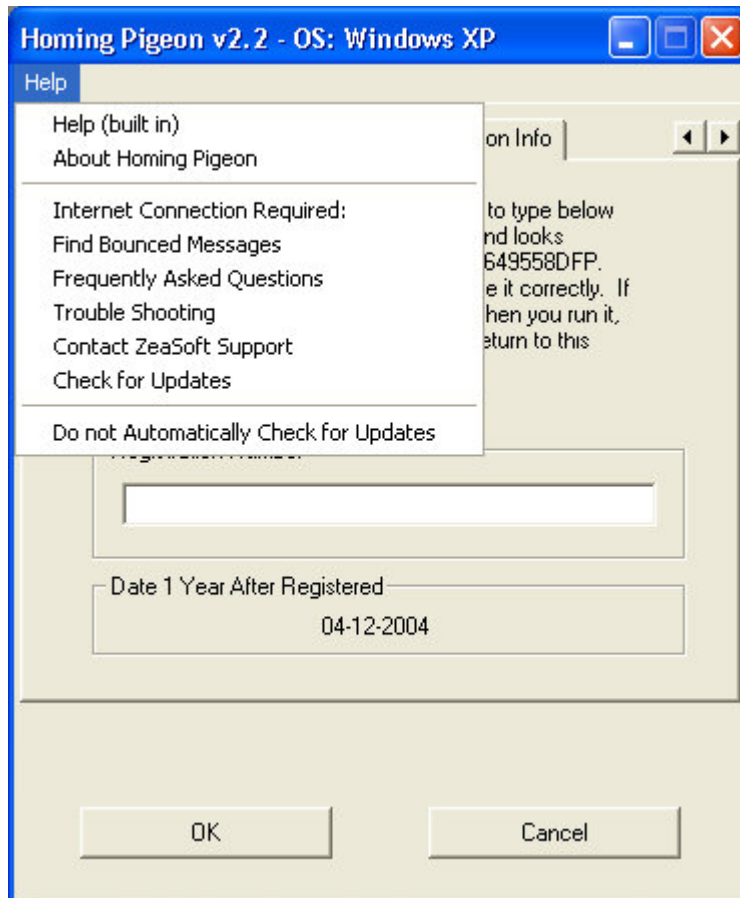 Homing Pigeon v2.2 - OS: Windows XP
Help
Help (built in)
About Homing Pigeon
Internet Connection Required:
Find Bounced Messages
Frequently Asked Questions
Trouble Shooting
Contact ZeaSoft Support
Check for Updates
Do not Automatically Check for Updates
on Info
to type below
nd looks
649558DFP.
e it correctly. If
hen you run it,
eturn to this
Registration Number
Date 1 Year After Registered
04-12-2004
OK
Cancel